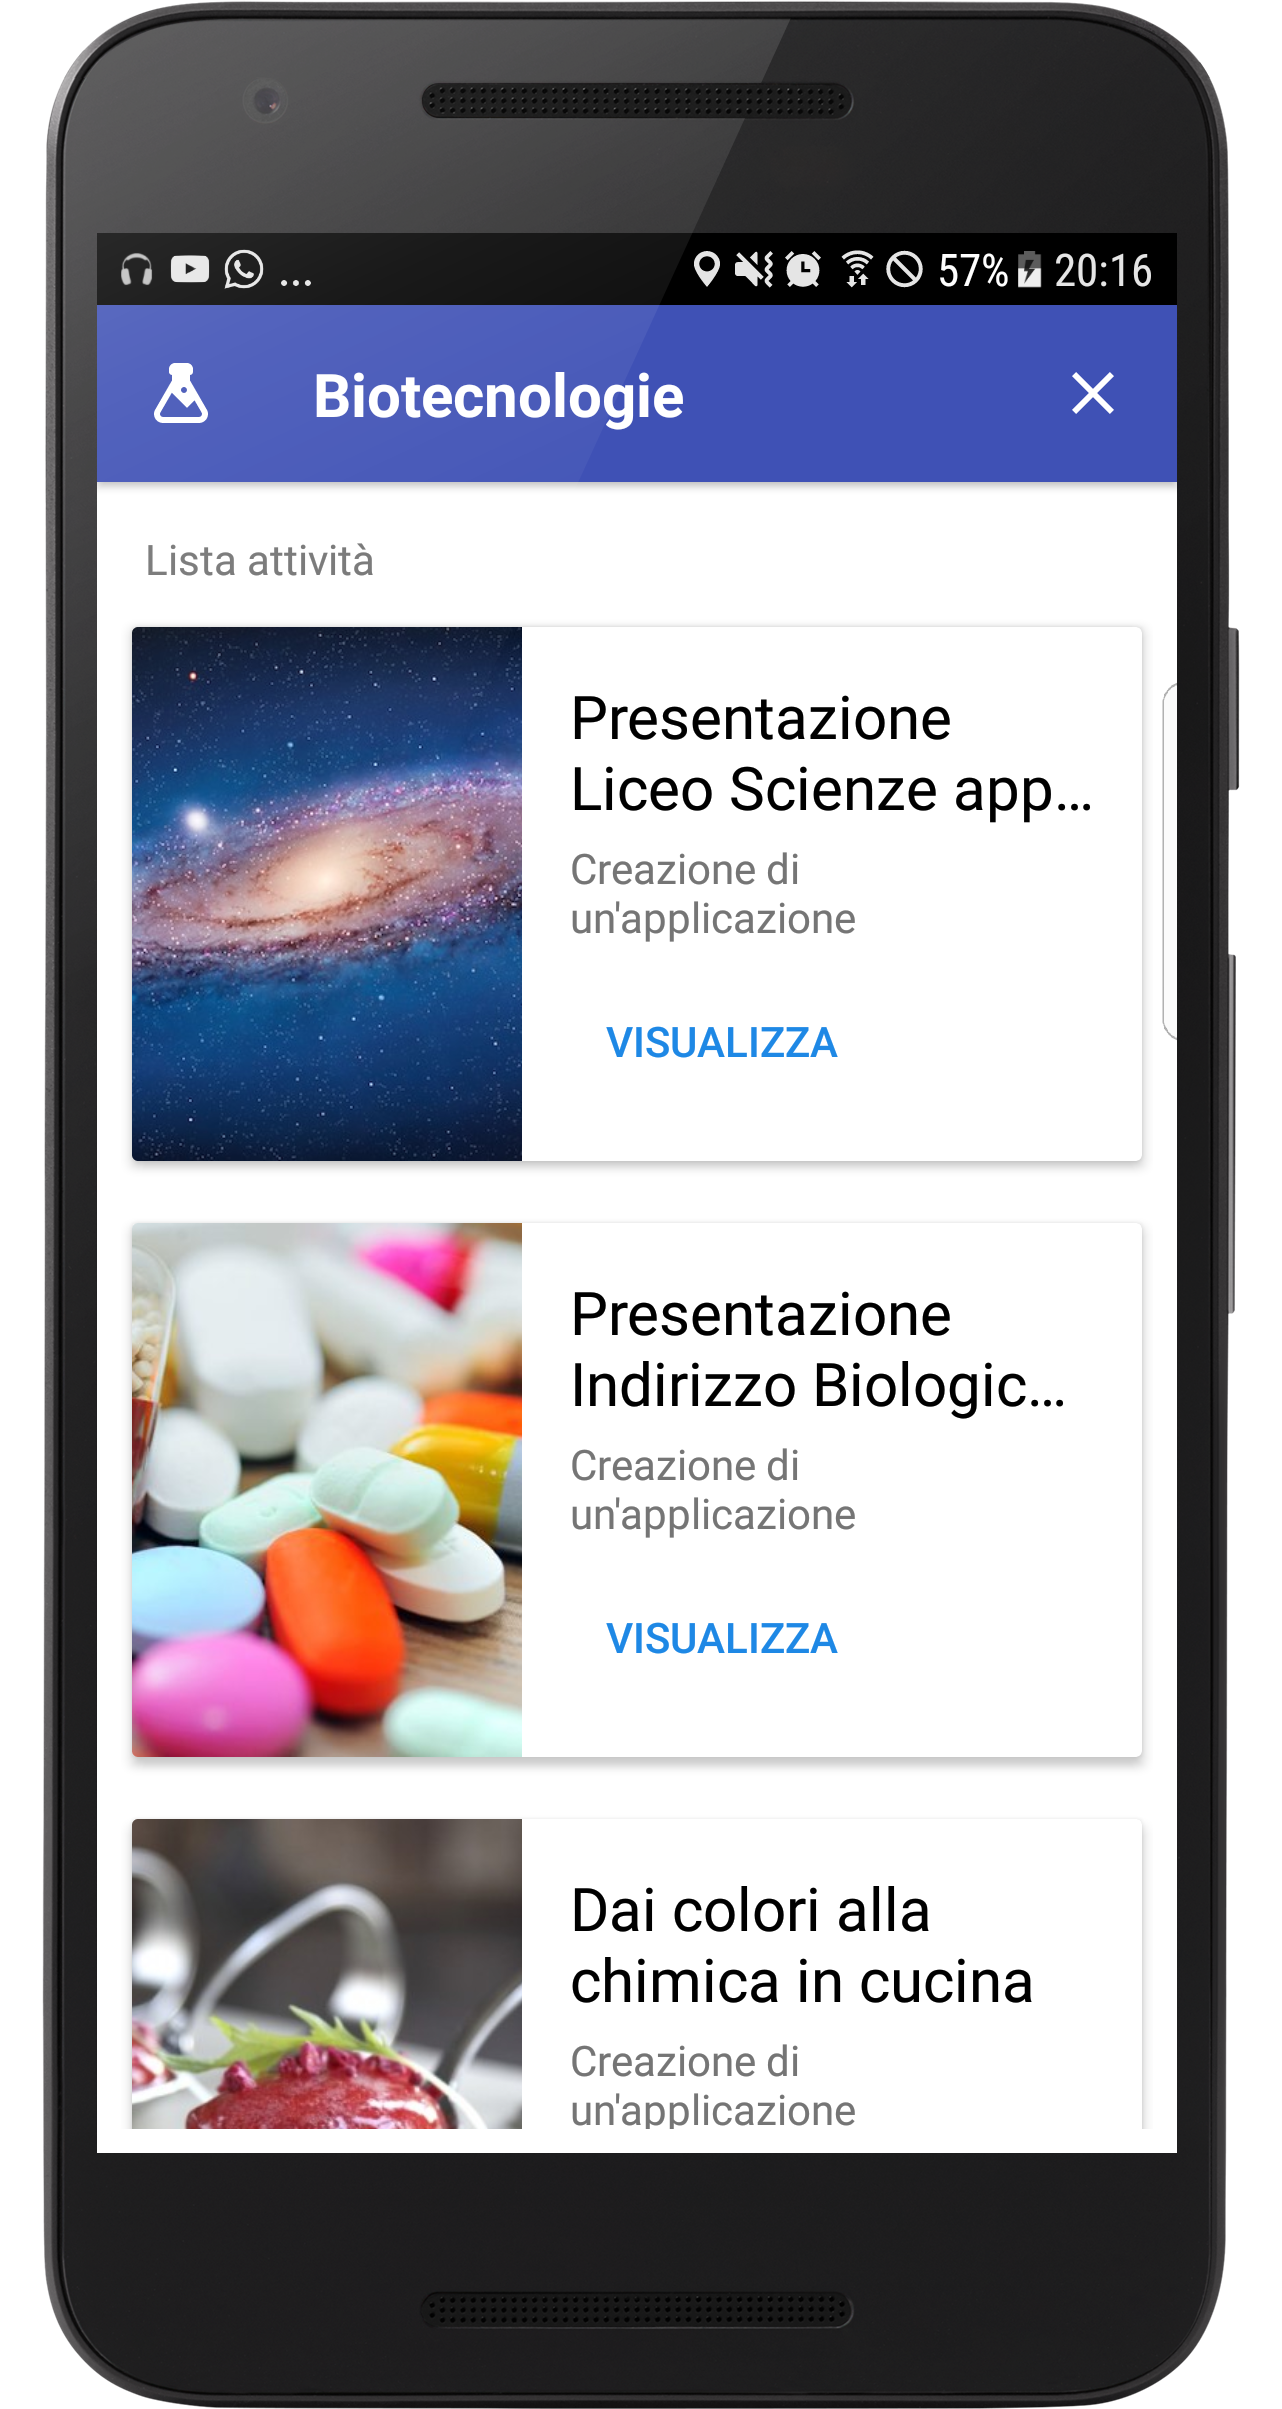 ... 57% 20:16
Biotecnologie
Lista attività
Presentazione
Liceo Scienze app...
Creazione di
un'applicazione
VISUALIZZA
Presentazione
Indirizzo Biologic...
Creazione di
un'applicazione
VISUALIZZA
Dai colori alla
chimica in cucina
Creazione di
un'applicazione